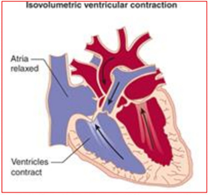 Isovolumetric ventricular contraction
Atria
relaxed
Ventricles
contract